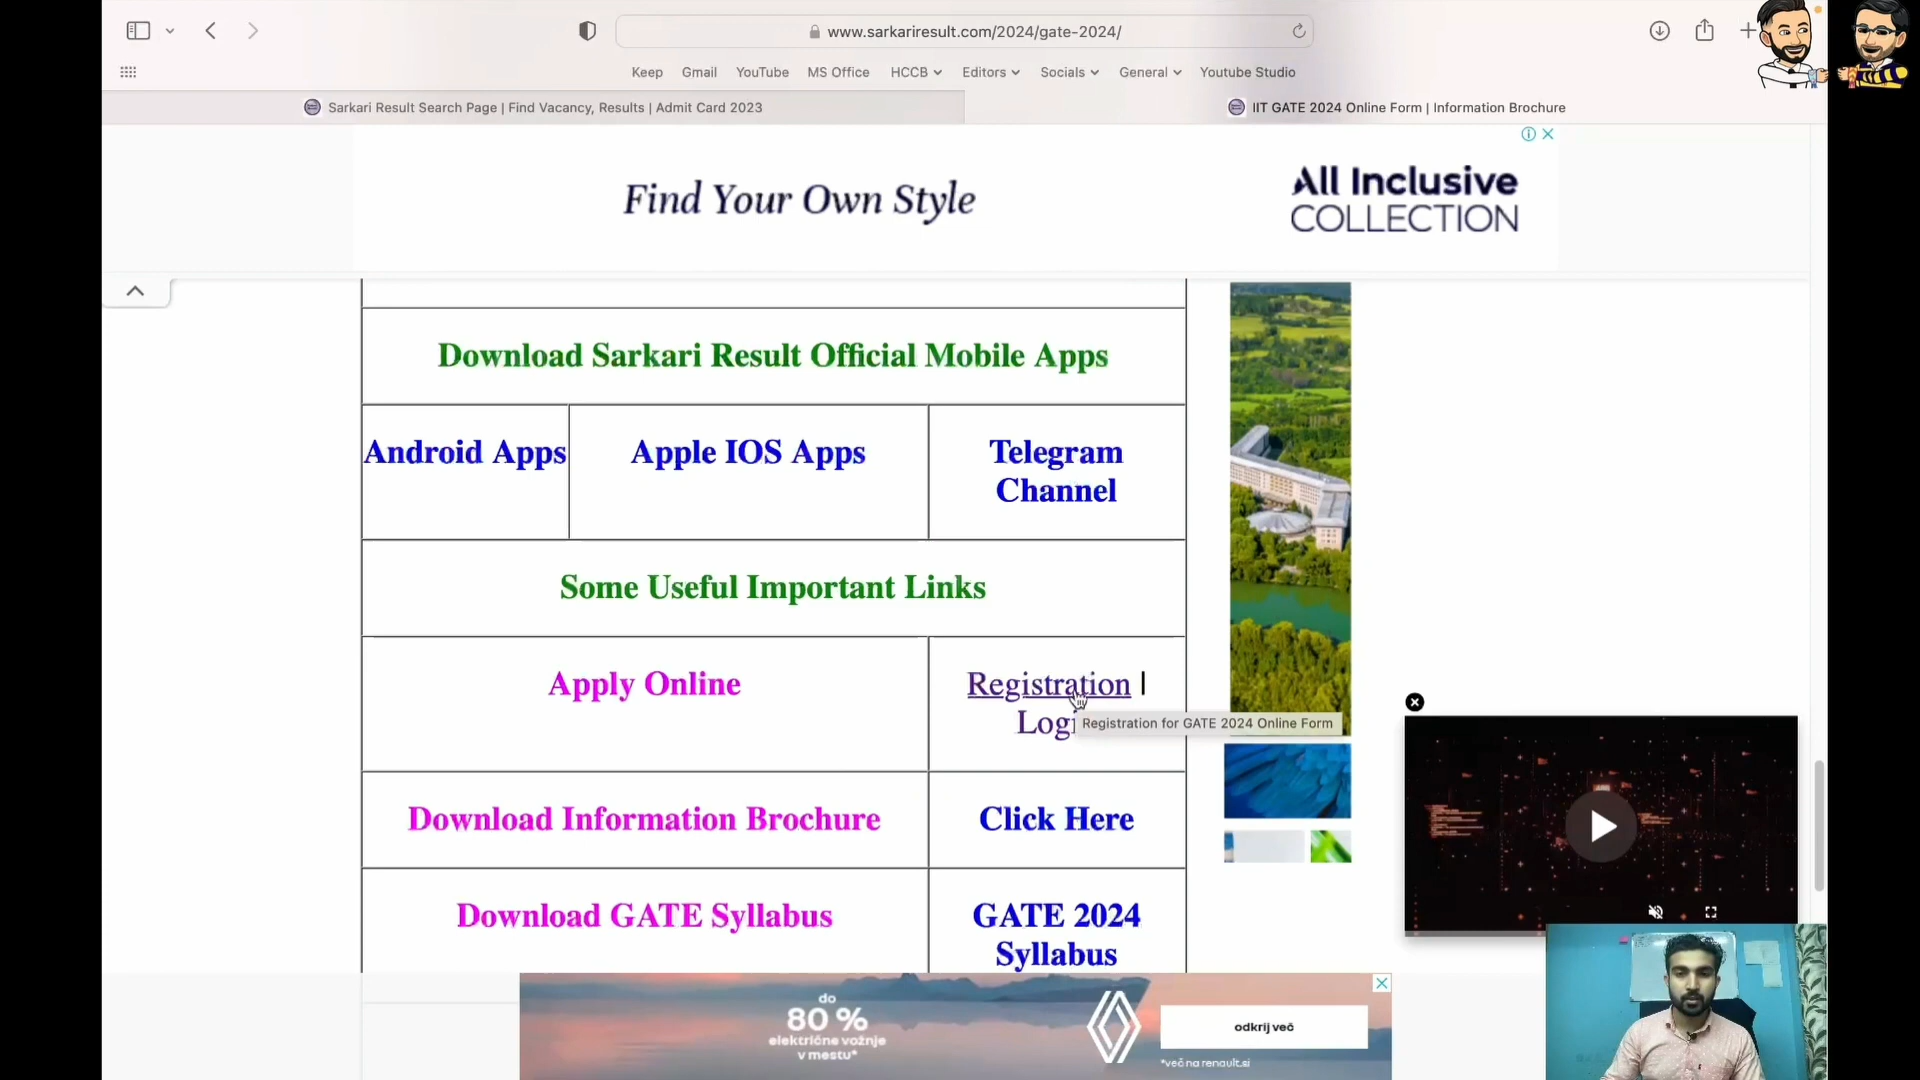 www.sarkariresult.com/2024/gate-2024/
Keep Gmail YouTube MS Office HCCB Editors Socials General Youtube Studio
Sarkari Result Search Page | Find Vacancy, Results | Admit Card 2023
IIT GATE 2024 Online Form | Information Brochure
Find Your Own Style
All Inclusive
COLLECTION
Download Sarkari Result Official Mobile Apps
Android Apps
Apple IOS Apps
Telegram
Channel
Some Useful Important Links
Apply Online
Registration |
Logi
Registration for GATE 2024 Online Form
Download Information Brochure
Click Here
Download GATE Syllabus
GATE 2024
Syllabus
do
80 %
električne vožnje
v mestu*
odkrij več
*več na renault.si